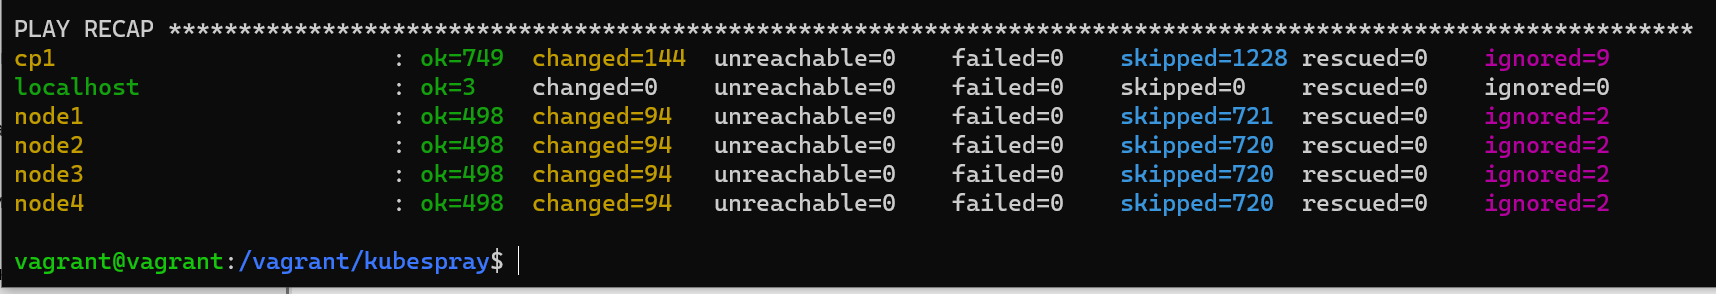 PLAY RECAP *************************************************************************************************************
cp1                        : ok=749  changed=144  unreachable=0    failed=0    skipped=1228 rescued=0    ignored=9
localhost                  : ok=3    changed=0    unreachable=0    failed=0    skipped=0    rescued=0    ignored=0
node1                      : ok=498  changed=94   unreachable=0    failed=0    skipped=721  rescued=0    ignored=2
node2                      : ok=498  changed=94   unreachable=0    failed=0    skipped=720  rescued=0    ignored=2
node3                      : ok=498  changed=94   unreachable=0    failed=0    skipped=720  rescued=0    ignored=2
node4                      : ok=498  changed=94   unreachable=0    failed=0    skipped=720  rescued=0    ignored=2
vagrant@vagrant:/vagrant/kubespray$